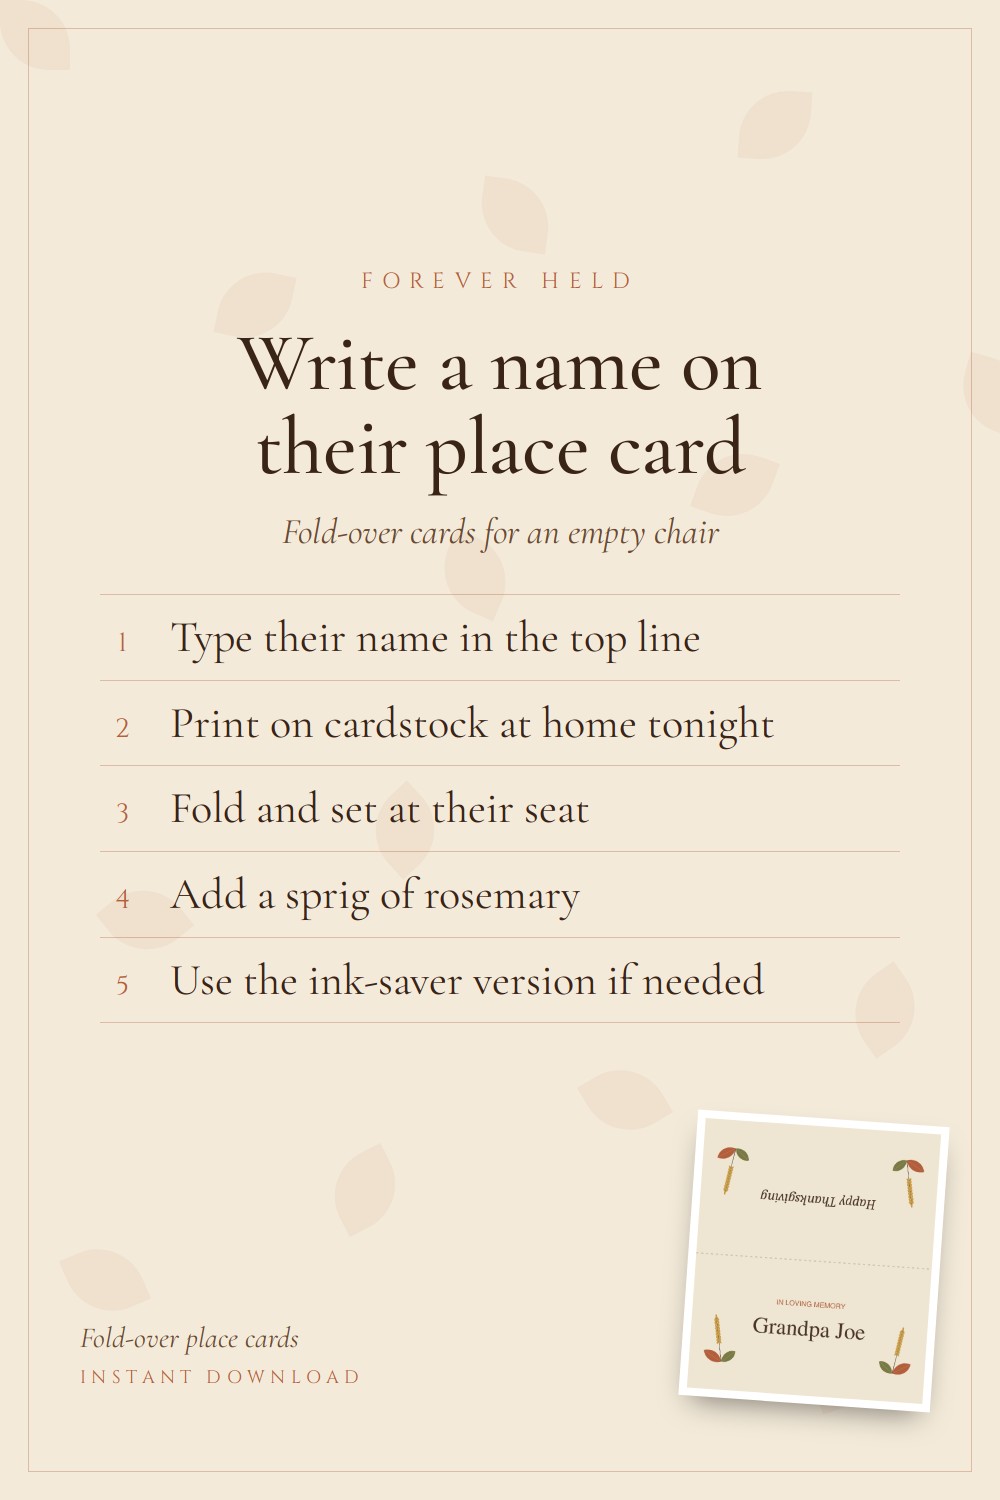 FOREVER HELD
Write a name on
their place card
Fold-over cards for an empty chair
1 Type their name in the top line
2 Print on cardstock at home tonight
3 Fold and set at their seat
4 Add a sprig of rosemary
5 Use the ink-saver version if needed
Happy Thanksgiving
IN LOVING MEMORY
Grandpa Joe
Fold-over place cards
INSTANT DOWNLOAD